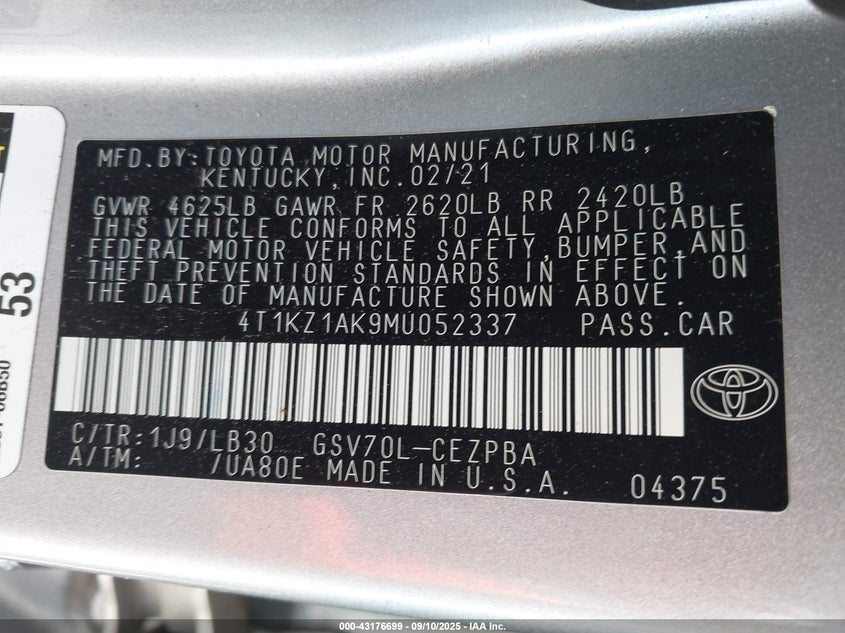 MFD.BY:TOYOTA MOTOR MANUFACTURING,
KENTUCKY,INC.02/21
GVWR 4625LB GAWR FR 2620LB RR 2420LB
THIS VEHICLE CONFORMS TO ALL APPLICABLE
FEDERAL MOTOR VEHICLE SAFETY,BUMPER,AND
THEFT PREVENTION STANDARDS IN EFFECT ON
THE DATE OF MANUFACTURE SHOWN ABOVE.
4T1KZ1AK9MU052337 PASS.CAR
C/TR:1J9/LB30 GSV70L-CEZPBA
A/TM: /UA80E MADE IN U.S.A. 04375
53
000-43176699 - 09/10/2025 - IAA Inc.